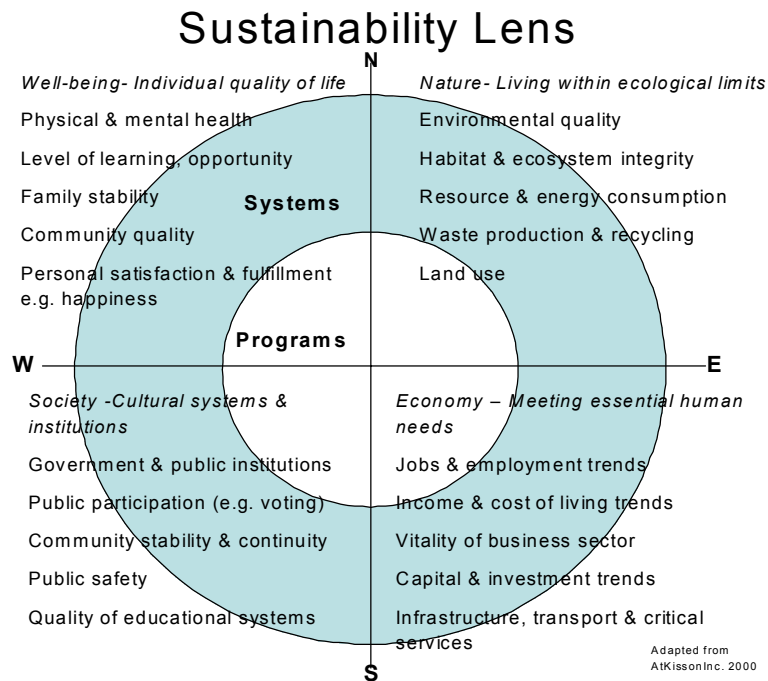 Sustainability Lens
N
Well-being- Individual quality of life
Physical & mental health
Level of learning, opportunity
Family stability
Community quality
Personal satisfaction & fulfillment
e.g. happiness
Nature- Living within ecological limits
Environmental quality
Habitat & ecosystem integrity
Resource & energy consumption
Waste production & recycling
Land use
Systems
Programs
W
E
Society -Cultural systems &
institutions
Government & public institutions
Public participation (e.g. voting)
Community stability & continuity
Public safety
Quality of educational systems
Economy – Meeting essential human
needs
Jobs & employment trends
Income & cost of living trends
Vitality of business sector
Capital & investment trends
Infrastructure, transport & critical
services
S
Adapted from
AtKissonInc. 2000